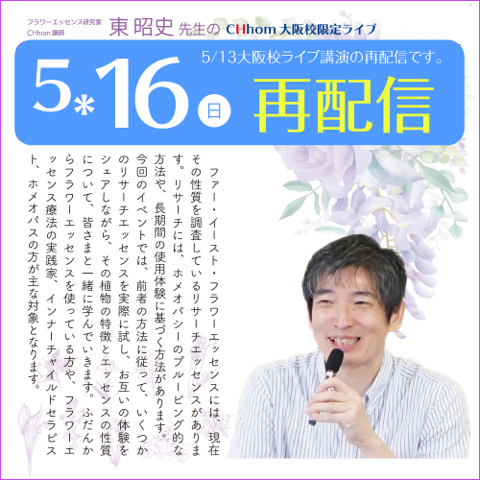 フラワーエッセンス研究家
CHhom 講師
東 昭史 先生の CHhom 大阪校限定ライブ
5/13大阪校ライブ講演の再配信です。
5*16 日 再配信
ファー・イースト・フラワーエッセンスには、現在
その性質を調査しているリサーチエッセンスがありま
す。リサーチには、ホメオパシーのプルービング的な
方法や、長期間の使用体験に基づく方法があります。
今回のイベントでは、前者の方法に従って、いくつか
のリサーチエッセンスを実際に試し、お互いの体験を
シェアしながら、その植物の特徴とエッセンスの性質
について、皆さまと一緒に学んでいきます。ふだんか
らフラワーエッセンスを使っている方や、フラワーエ
ッセンス療法の実践家、インナーチャイルドセラピス
ト、ホメオパスの方が主な対象となります。